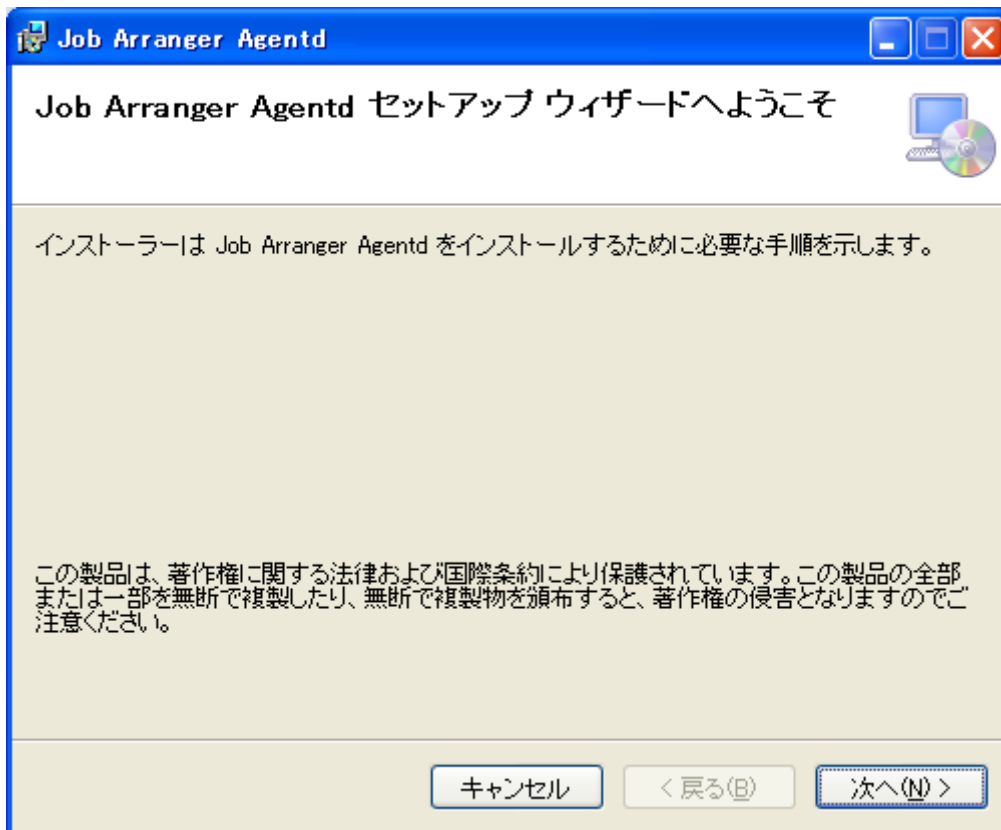 Job Arranger Agentd
Job Arranger Agentd セットアップ ウィザードへようこそ
インストーラーは Job Arranger Agentd をインストールするために必要な手順を示します。
この製品は、著作権に関する法律および国際条約により保護されています。この製品の全部
または一部を無断で複製したり、無断で複製物を頒布すると、著作権の侵害となりますのでご
注意ください。
キャンセル
< 戻る(B)
次へ(N) >